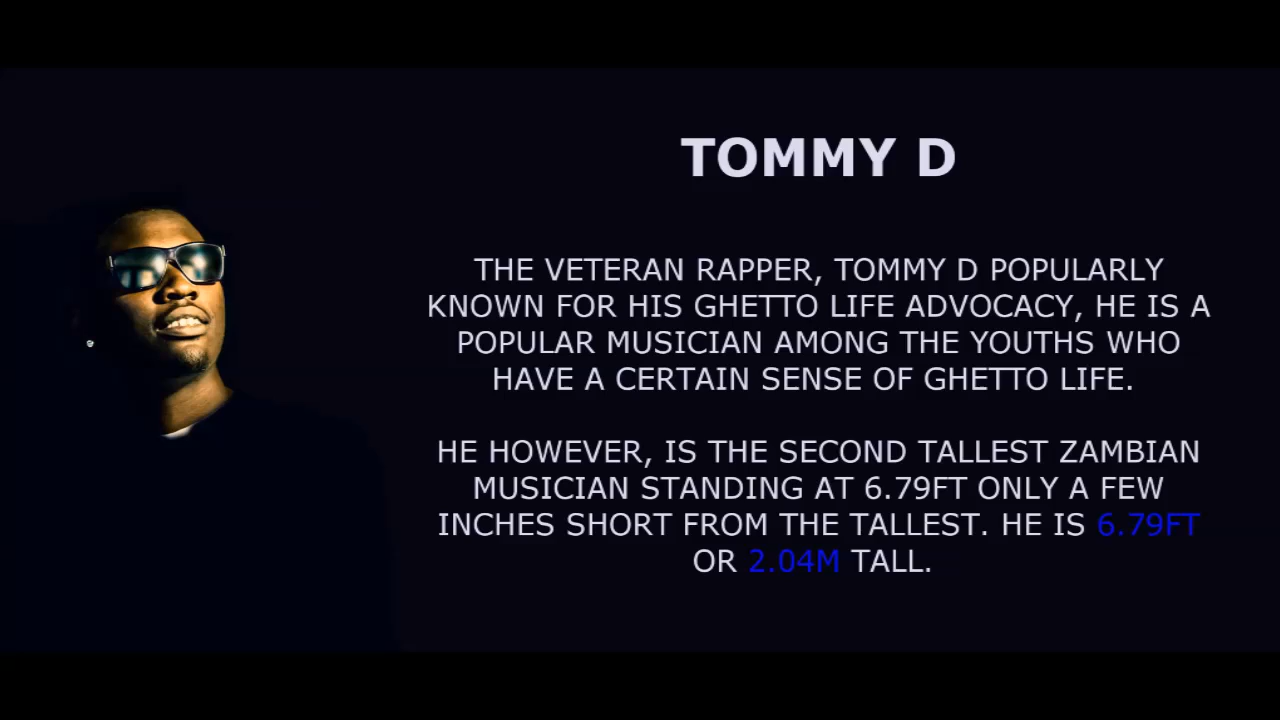 TOMMY D
THE VETERAN RAPPER, TOMMY D POPULARLY
KNOWN FOR HIS GHETTO LIFE ADVOCACY, HE IS A
POPULAR MUSICIAN AMONG THE YOUTHS WHO
HAVE A CERTAIN SENSE OF GHETTO LIFE.
HE HOWEVER, IS THE SECOND TALLEST ZAMBIAN
MUSICIAN STANDING AT 6.79FT ONLY A FEW
INCHES SHORT FROM THE TALLEST. HE IS 6.79FT
OR 2.04M TALL.